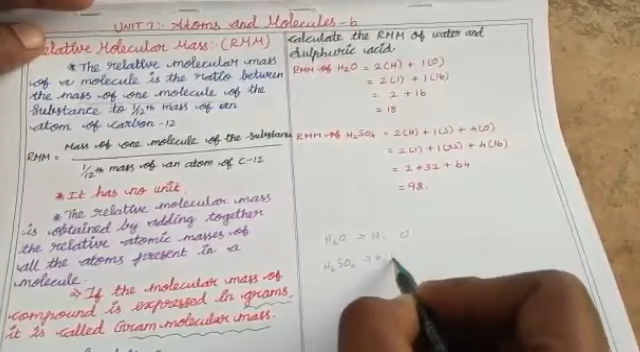 UNIT 7:- Atoms and Molecules-6
Relative Molecular Mass:-(RMM)
* The relative molecular mass
of a molecule is the ratio between
the mass of one molecule of the
substance to 1/12th mass of an
atom of carbon-12
RMM = Mass of one molecule of the substance
1/12th mass of an atom of C-12
* It has no unit.
* The relative molecular mass
is obtained by adding together
the relative atomic masses of
all the atoms present in a
molecule.
⇒ If the molecular mass of
compound is expressed in grams,
it is called Gram molecular mass.
calculate the RMM of water and
sulphuric acid.
RMM of H2O = 2(H) + 1(O)
= 2(1) + 1(16)
= 2 + 16
= 18
RMM of H2SO4 = 2(H) + 1(S) + 4(O)
= 2(1) + 1(32) + 4(16)
= 2 + 32 + 64
= 98.
H2O → H, O
H2SO4 → H